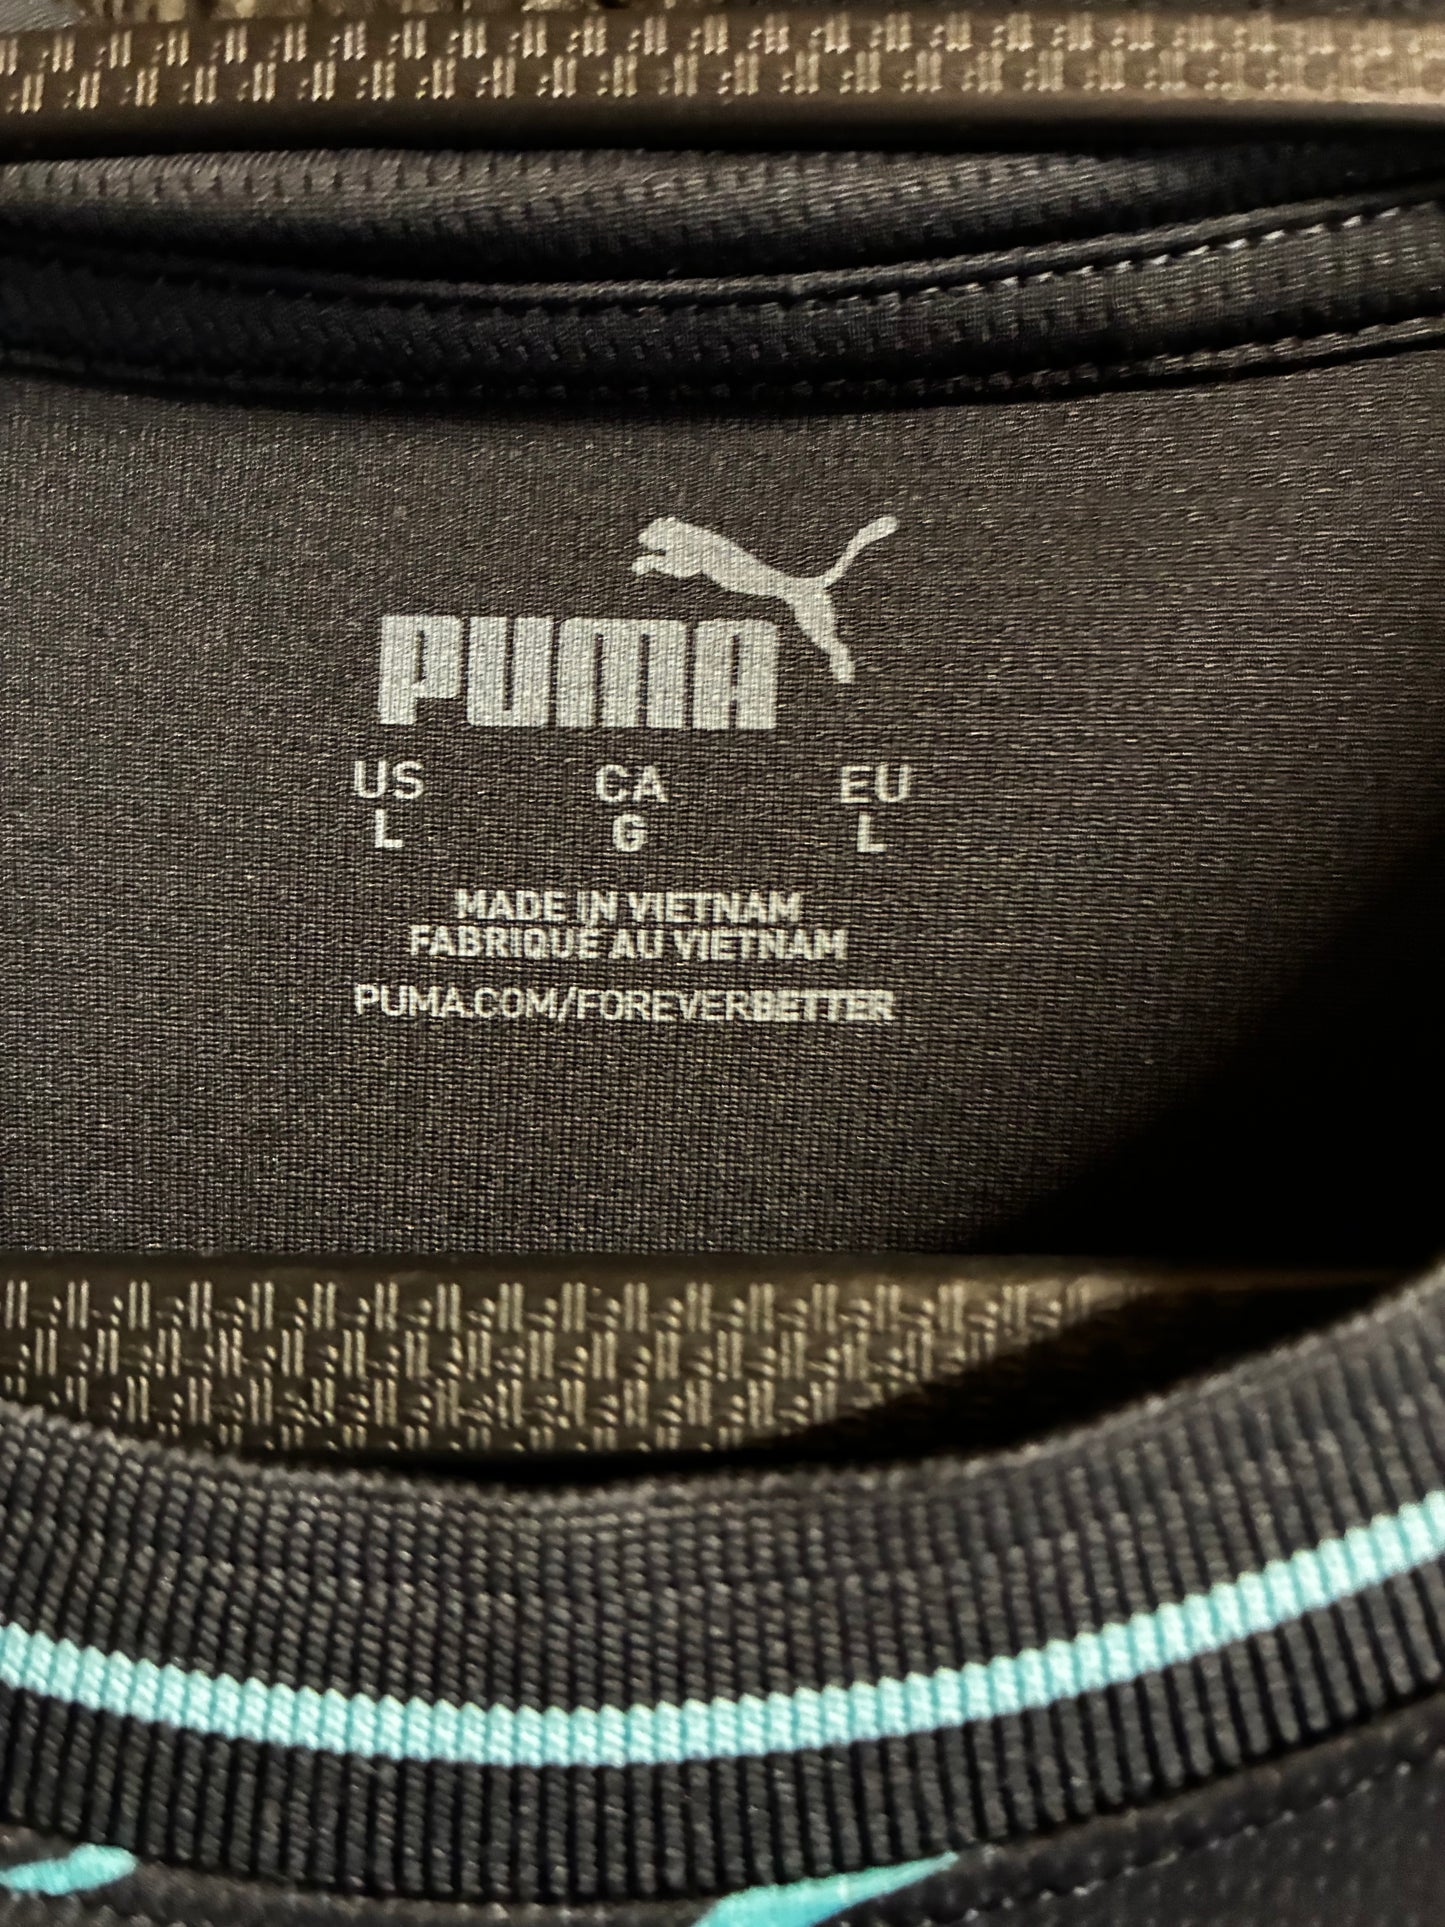 PUMA
US CA EU
L G L
MADE IN VIETNAM
FABRIQUÉ AU VIETNAM
PUMA.COM/FOREVERBETTER